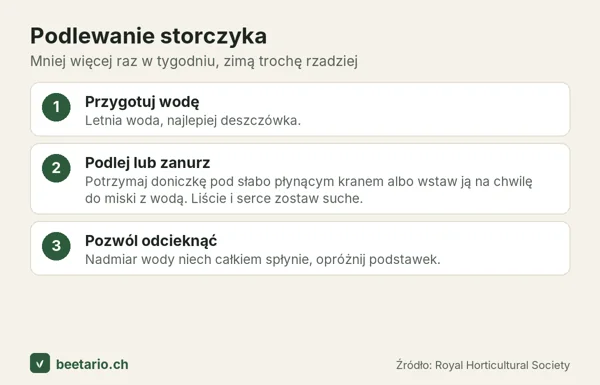 Podlewanie storczyka
Mniej więcej raz w tygodniu, zimą trochę rzadziej
1
Przygotuj wodę
Letnia woda, najlepiej deszczówka.
2
Podlej lub zanurz
Potrzymaj doniczkę pod słabo płynącym kranem albo wstaw ją na chwilę
do miski z wodą. Liście i serce zostaw suche.
3
Pozwól odcieknąć
Nadmiar wody niech całkiem spłynie, opróżnij podstawek.
beetario.ch
Źródło: Royal Horticultural Society